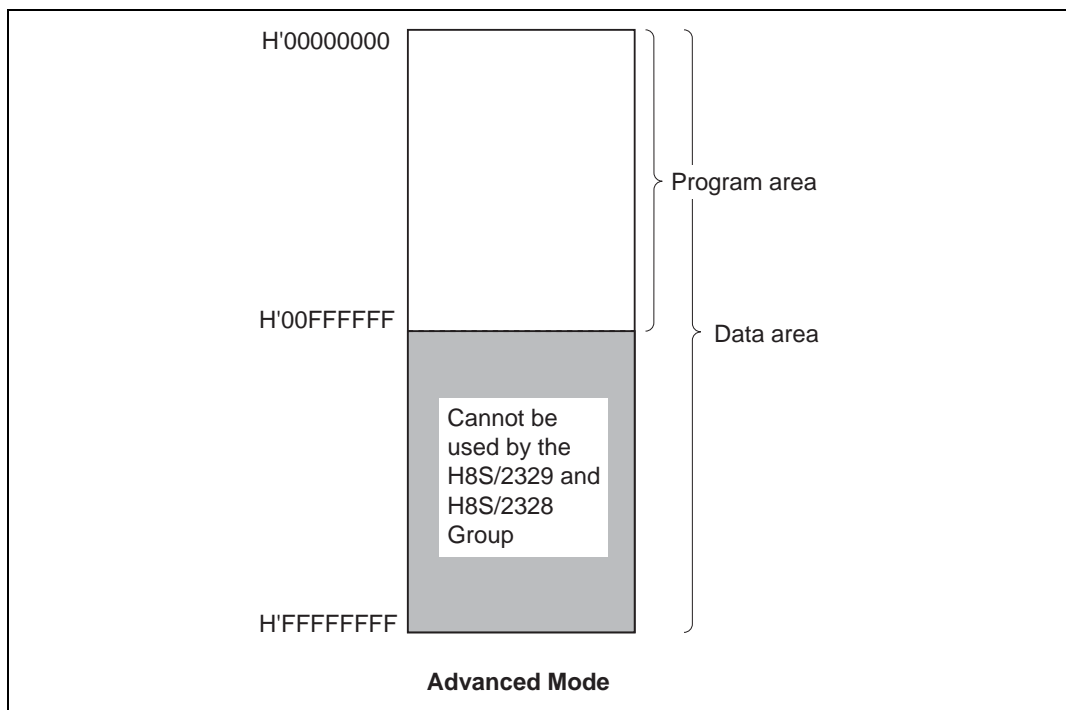 H'00000000
Program area
H'00FFFFFF
Data area
Cannot be
used by the
H8S/2329 and
H8S/2328
Group
H'FFFFFFFF
Advanced Mode